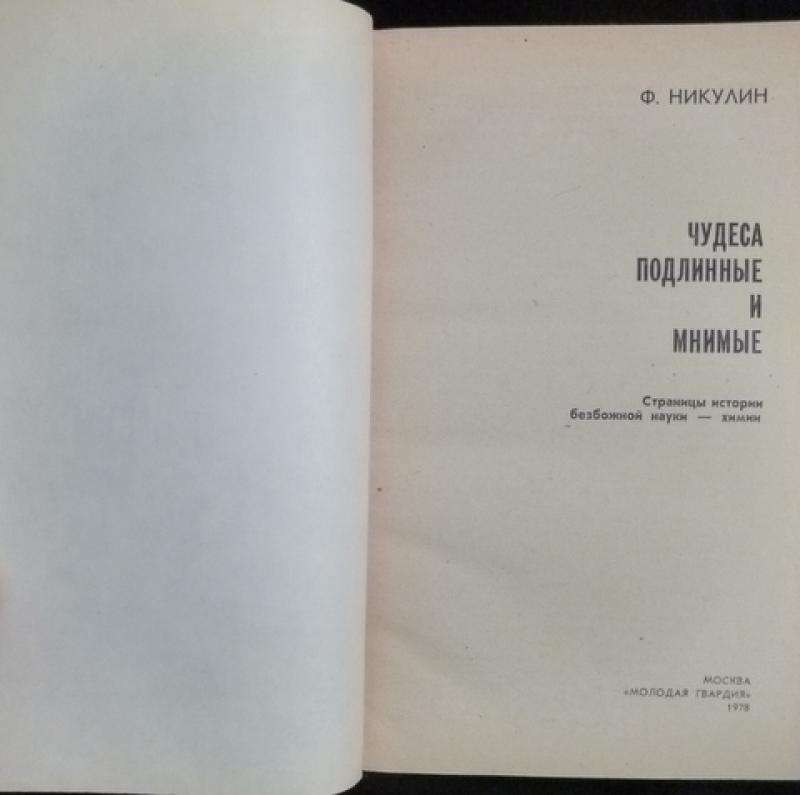 Ф. НИКУЛИН
ЧУДЕСА
ПОДЛИННЫЕ
И
МНИМЫЕ
Страницы истории
безбожной науки — химии
МОСКВА
«МОЛОДАЯ ГВАРДИЯ»
1978